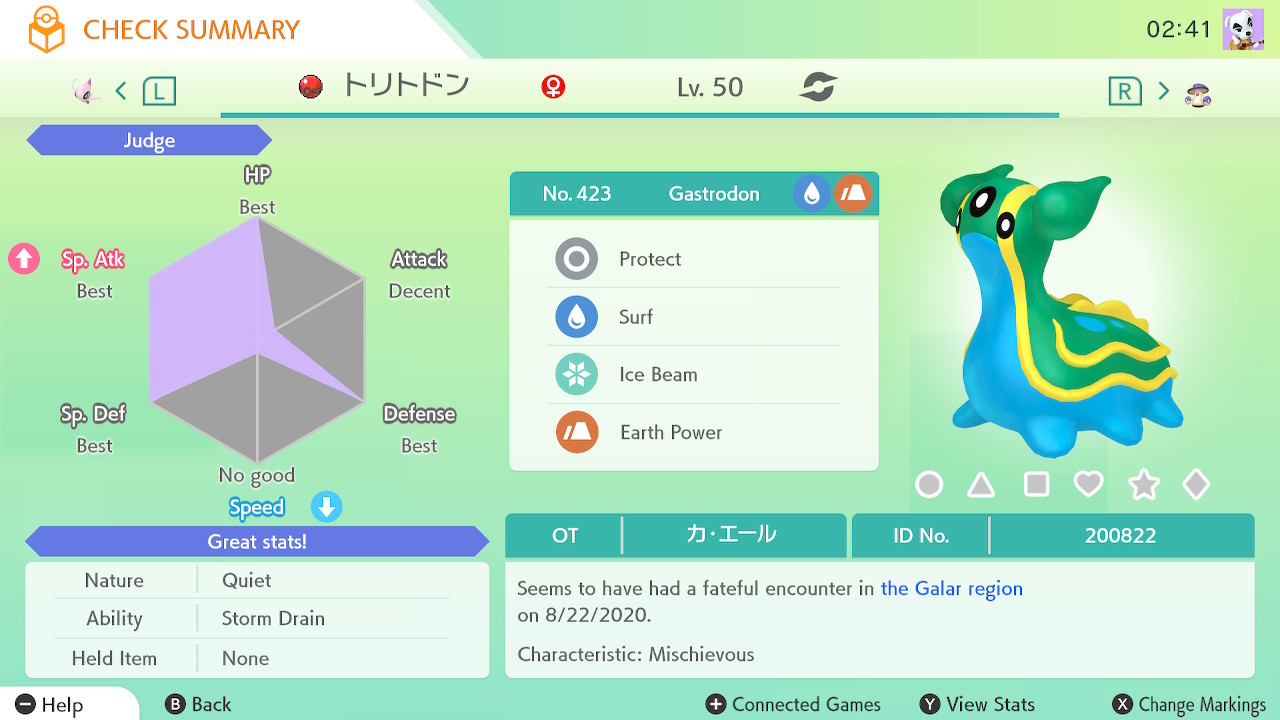 CHECK SUMMARY
02:41
L
トリトドン
Lv. 50
R
Judge
HP
Best
Sp. Atk
Best
Attack
Decent
Sp. Def
Best
Defense
Best
No good
Speed
Great stats!
Nature Quiet
Ability Storm Drain
Held Item None
No. 423 Gastrodon
Protect
Surf
Ice Beam
Earth Power
OT カ・エール ID No. 200822
Seems to have had a fateful encounter in the Galar region
on 8/22/2020.
Characteristic: Mischievous
Help
B Back
Connected Games
Y View Stats
X Change Markings